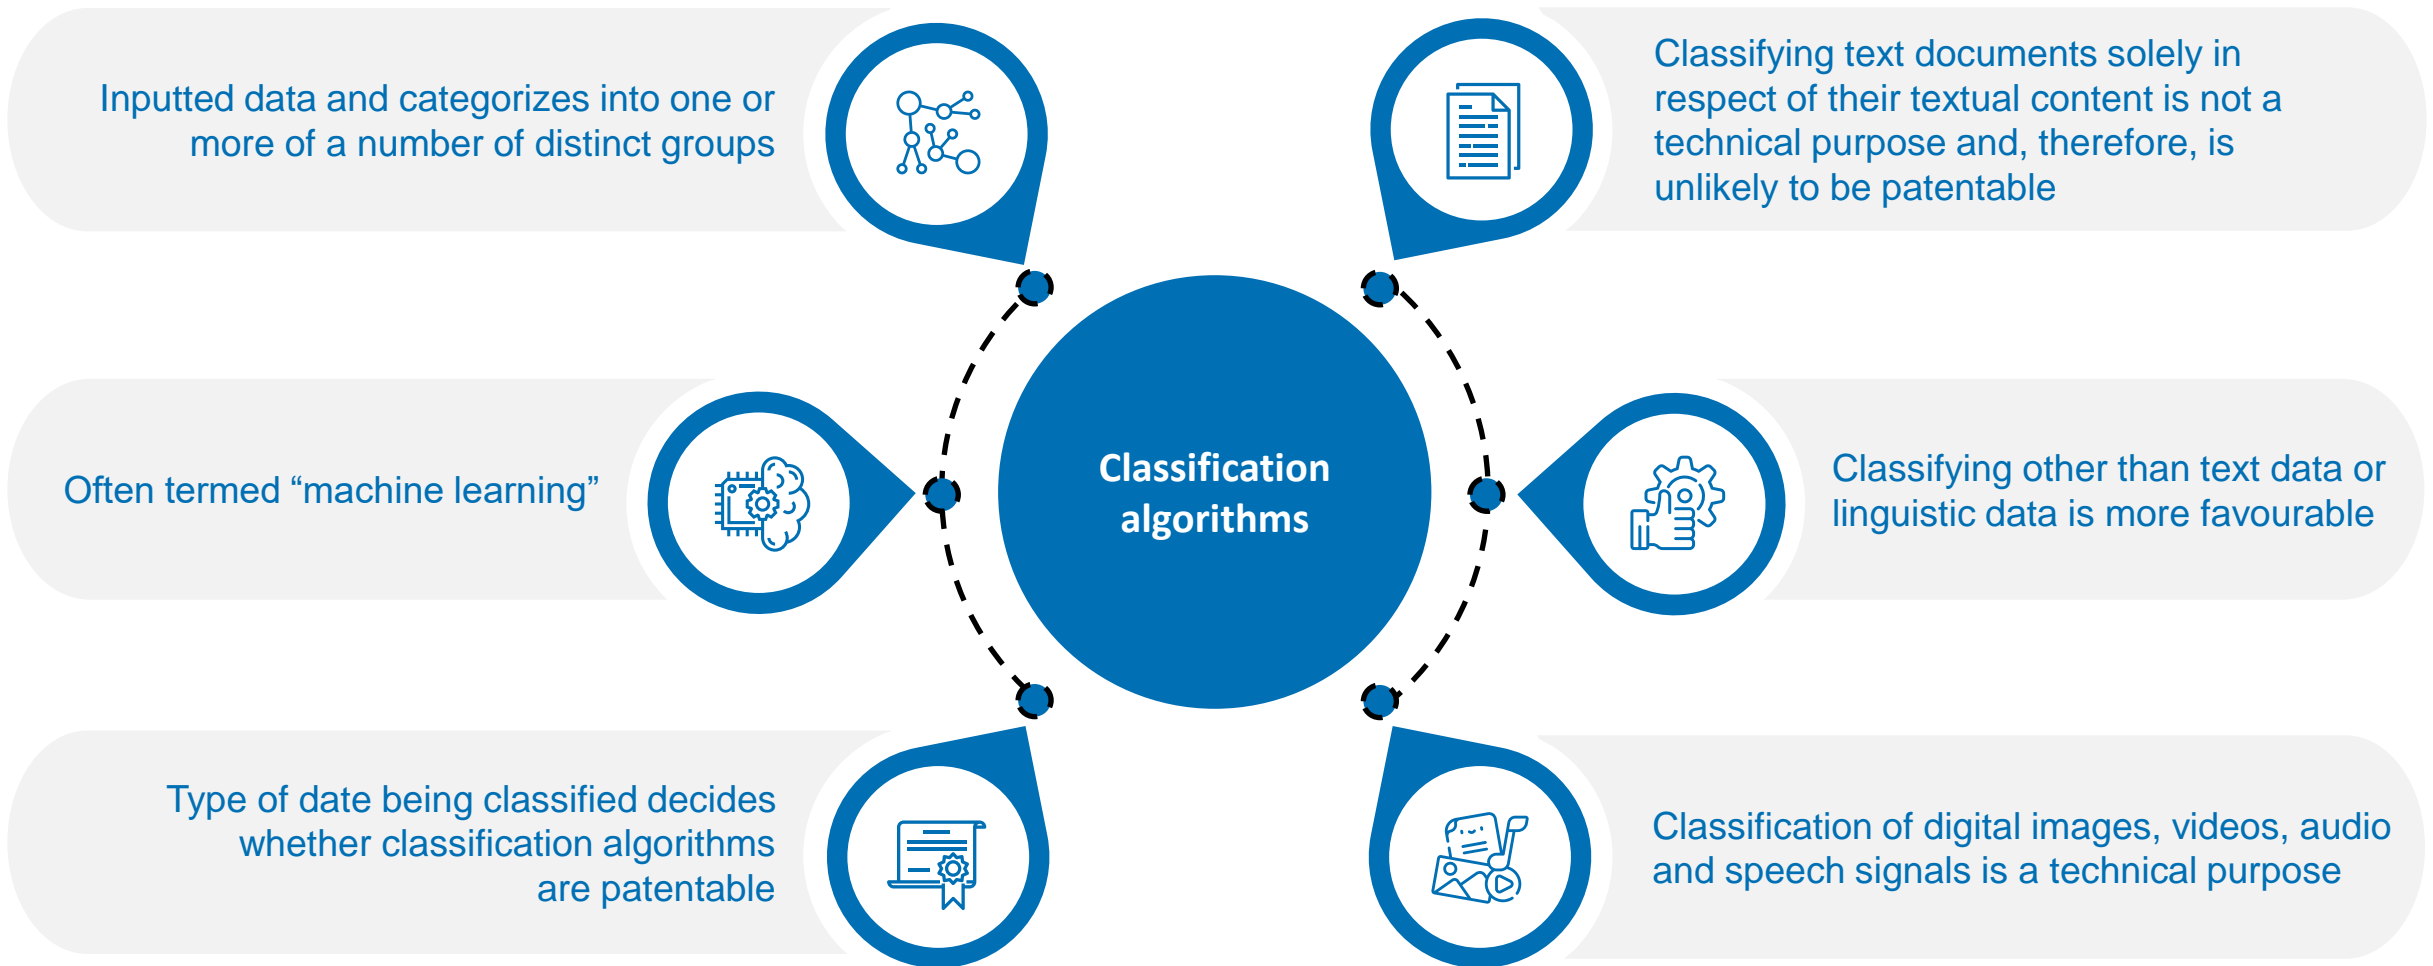 Inputted data and categorizes into one or
more of a number of distinct groups
Often termed “machine learning”
Type of date being classified decides
whether classification algorithms
are patentable
Classification
algorithms
Classifying text documents solely in
respect of their textual content is not a
technical purpose and, therefore, is
unlikely to be patentable
Classifying other than text data or
linguistic data is more favourable
Classification of digital images, videos, audio
and speech signals is a technical purpose